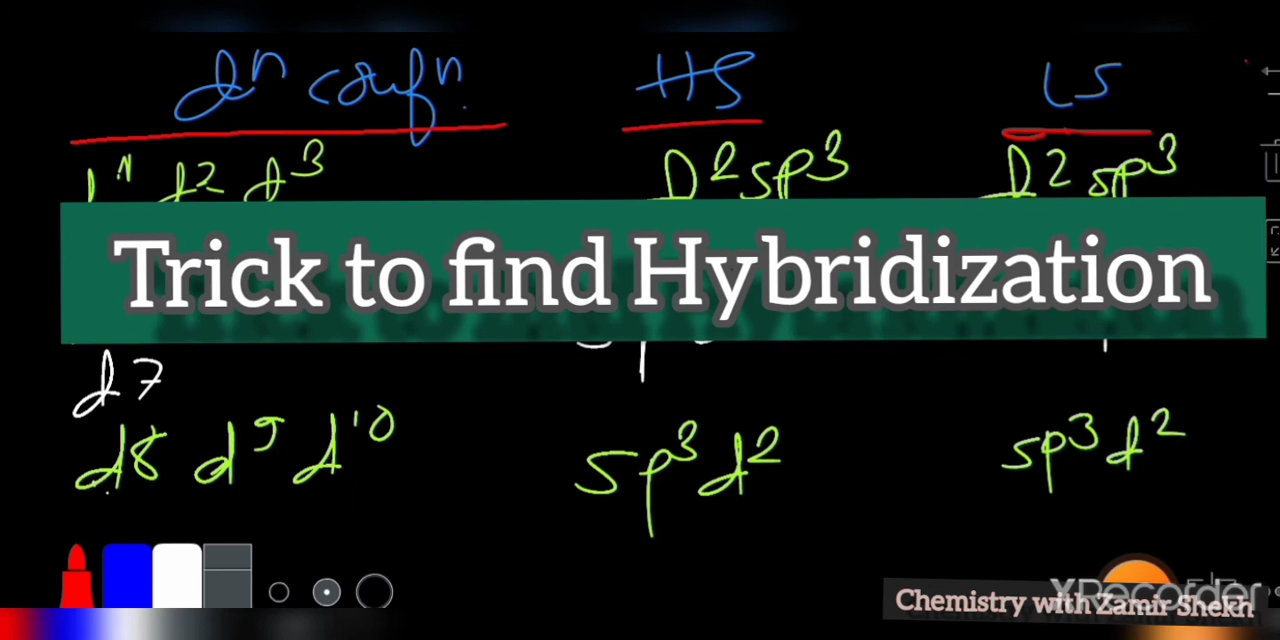 dⁿ confⁿ. HS LS
d¹ d² d³ D²sp³ D²sp³
Trick to find Hybridization
d7
d8 d⁹ d¹⁰ sp³d² sp³d²
XRecorder
Chemistry with Zamir Shekh